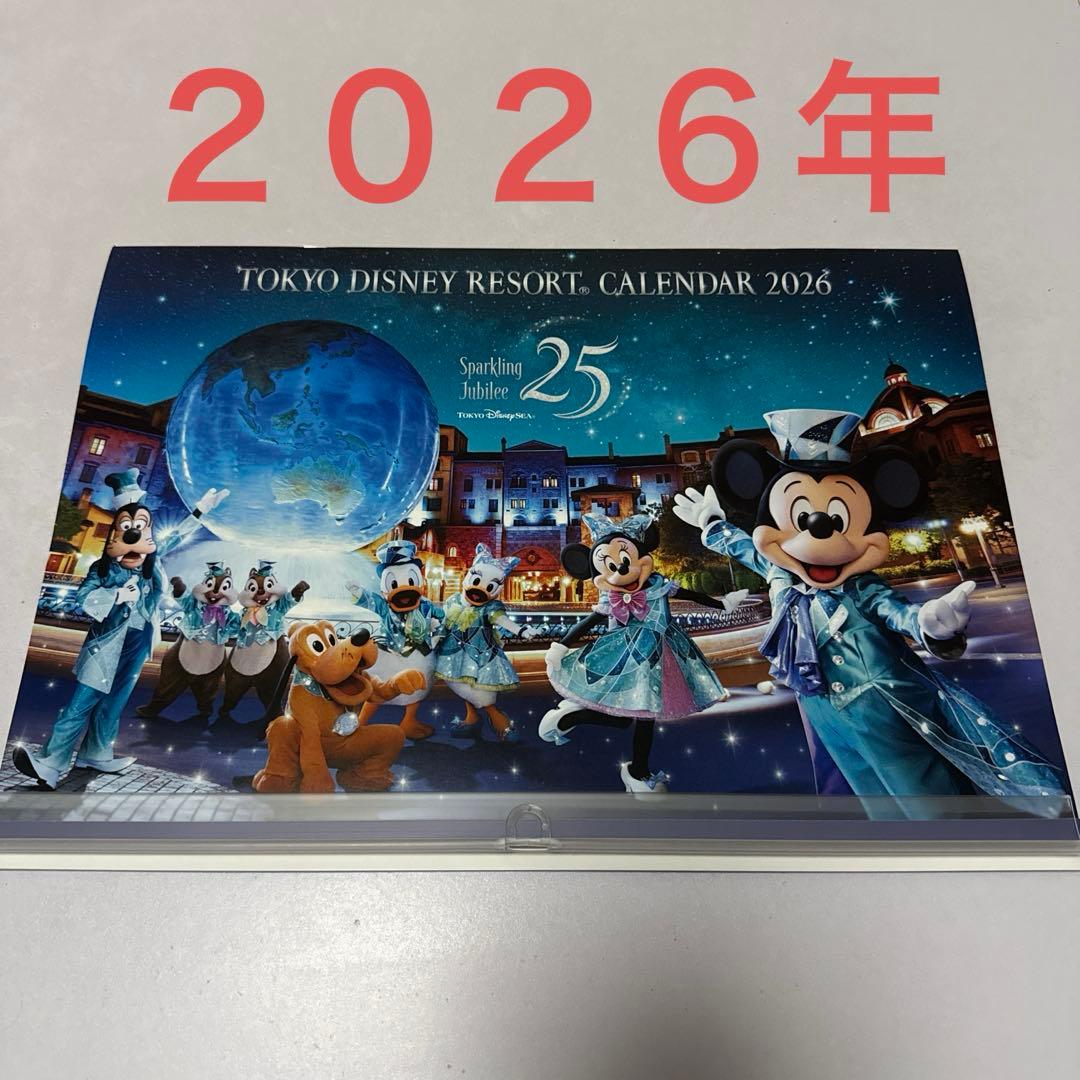 ２０２６年
TOKYO DISNEY RESORT® CALENDAR 2026
Sparkling Jubilee 25
TOKYO DisneySEA®